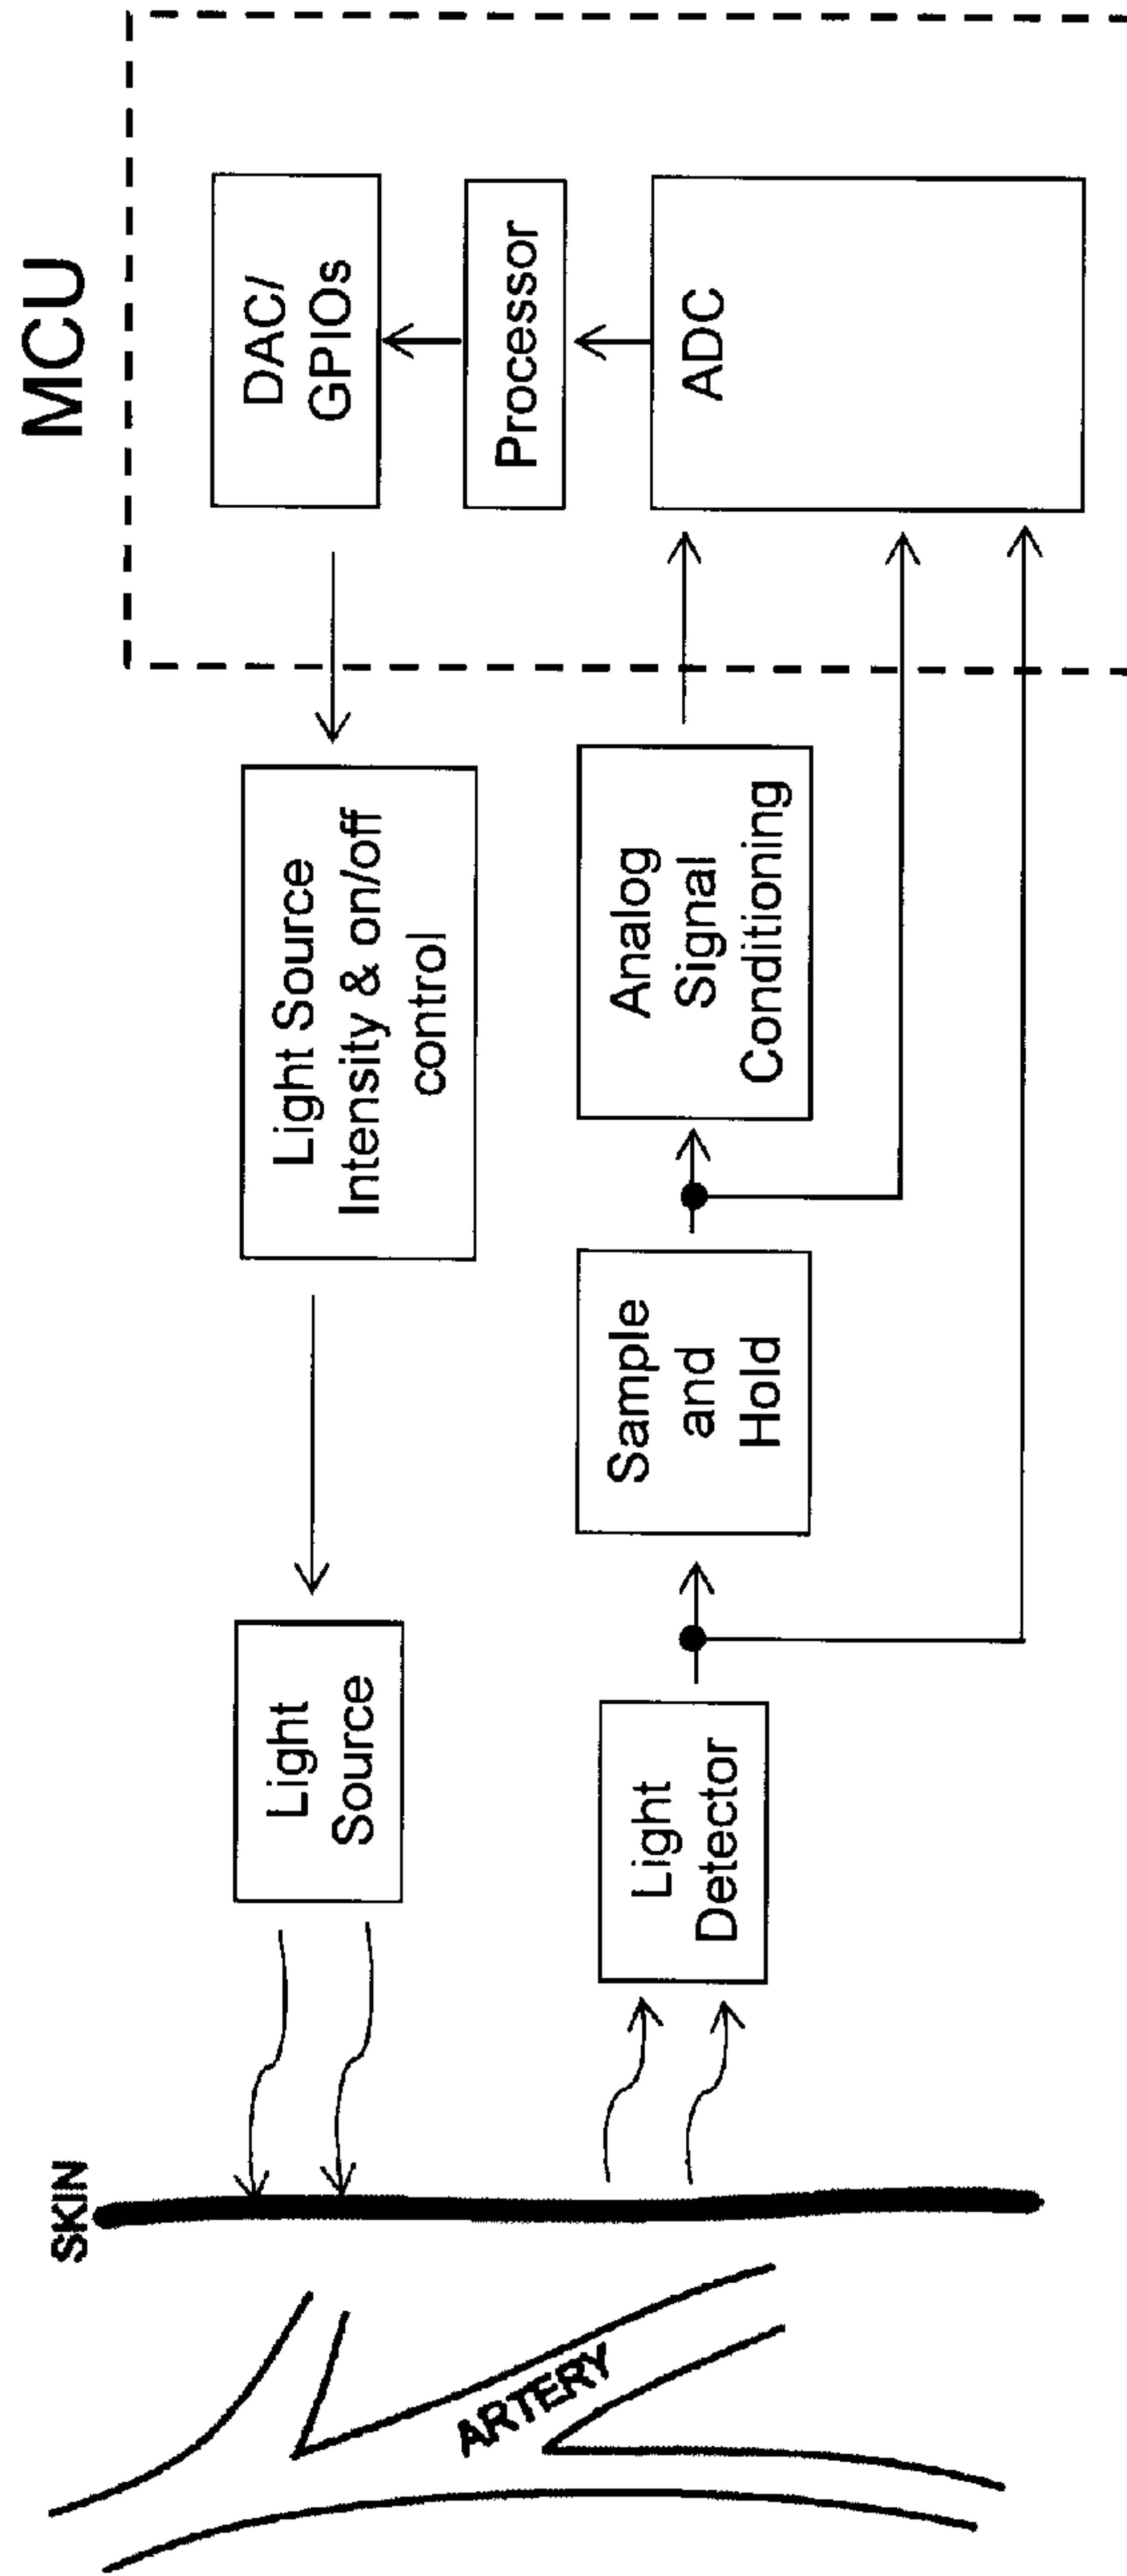 MCU
SKIN
Light
Source
Light Source
Intensity & on/off
control
DAC/
GPIOs
Processor
ARTERY
Light
Detector
Sample
and
Hold
Analog
Signal
Conditioning
ADC